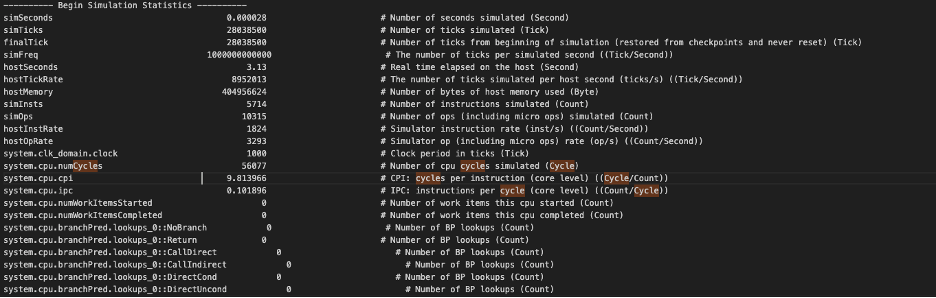 ---------- Begin Simulation Statistics ----------
simSeconds 0.000028 # Number of seconds simulated (Second)
simTicks 28038500 # Number of ticks simulated (Tick)
finalTick 28038500 # Number of ticks from beginning of simulation (restored from checkpoints and never reset) (Tick)
simFreq 1000000000000 # The number of ticks per simulated second ((Tick/Second))
hostSeconds 3.13 # Real time elapsed on the host (Second)
hostTickRate 8952013 # The number of ticks simulated per host second (ticks/s) ((Tick/Second))
hostMemory 404956624 # Number of bytes of host memory used (Byte)
simInsts 5714 # Number of instructions simulated (Count)
simOps 10315 # Number of ops (including micro ops) simulated (Count)
hostInstRate 1824 # Simulator instruction rate (inst/s) ((Count/Second))
hostOpRate 3293 # Simulator op (including micro ops) rate (op/s) ((Count/Second))
system.clk_domain.clock 1000 # Clock period in ticks (Tick)
system.cpu.numCycles 56077 # Number of cpu cycles simulated (Cycle)
system.cpu.cpi 9.813966 # CPI: cycles per instruction (core level) ((Cycle/Count))
system.cpu.ipc 0.101896 # IPC: instructions per cycle (core level) ((Count/Cycle))
system.cpu.numWorkItemsStarted 0 # Number of work items this cpu started (Count)
system.cpu.numWorkItemsCompleted 0 # Number of work items this cpu completed (Count)
system.cpu.branchPred.lookups_0::NoBranch 0 # Number of BP lookups (Count)
system.cpu.branchPred.lookups_0::Return 0 # Number of BP lookups (Count)
system.cpu.branchPred.lookups_0::CallDirect 0 # Number of BP lookups (Count)
system.cpu.branchPred.lookups_0::CallIndirect 0 # Number of BP lookups (Count)
system.cpu.branchPred.lookups_0::DirectCond 0 # Number of BP lookups (Count)
system.cpu.branchPred.lookups_0::DirectUncond 0 # Number of BP lookups (Count)